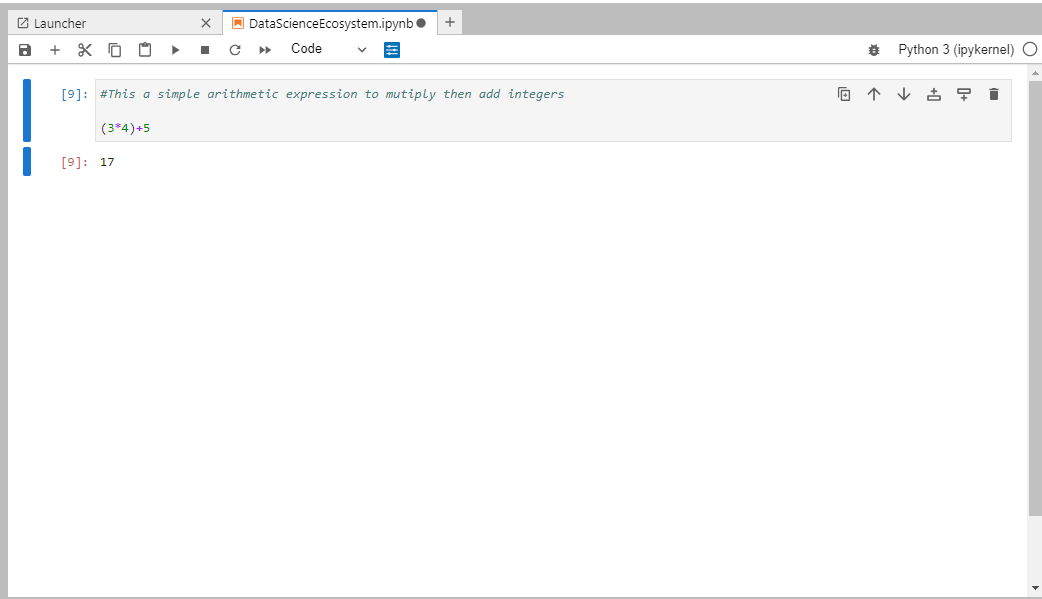 Launcher
DataScienceEcosystem.ipynb
Code
Python 3 (ipykernel)
[9]: #This a simple arithmetic expression to mutiply then add integers
(3*4)+5
[9]: 17